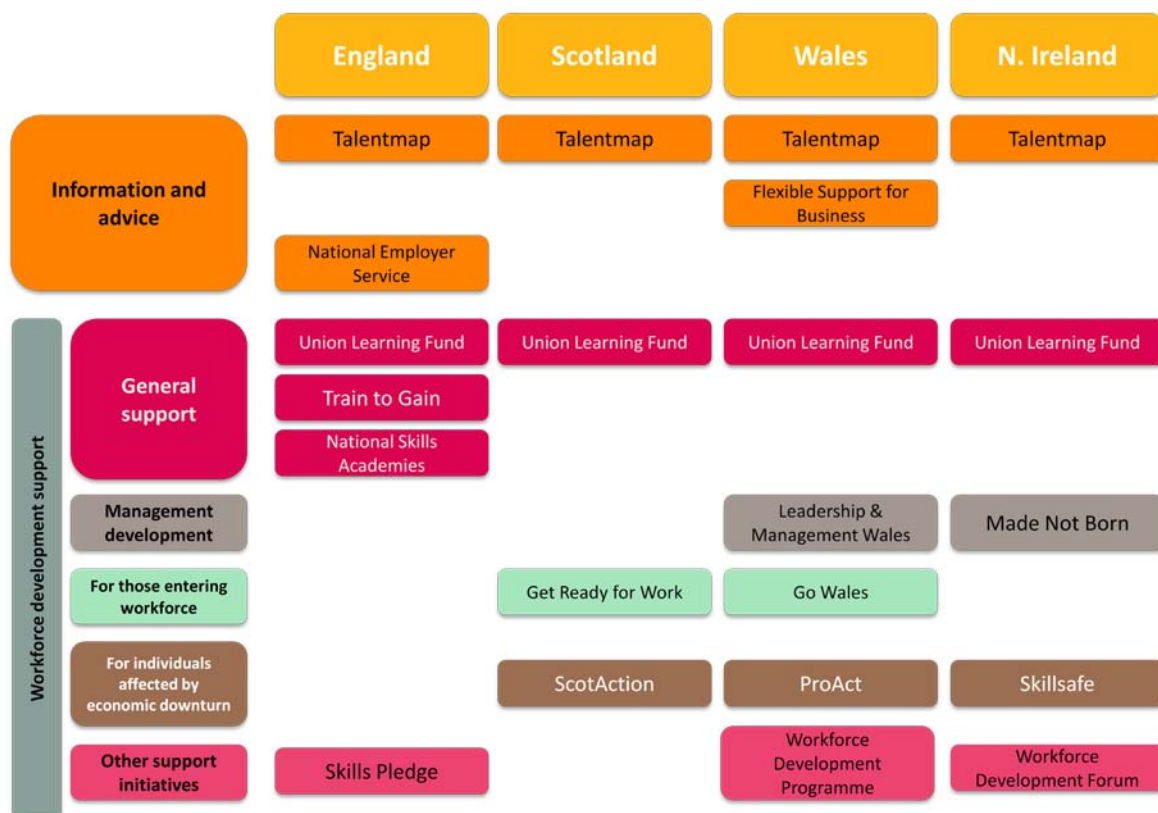 England
Scotland
Wales
N. Ireland
Information and
advice
Talentmap
Talentmap
Talentmap
Talentmap
Flexible Support for
Business
National Employer
Service
Workforce development support
General
support
Union Learning Fund
Union Learning Fund
Union Learning Fund
Union Learning Fund
Train to Gain
National Skills
Academies
Management
development
Leadership &
Management Wales
Made Not Born
For those entering
workforce
Get Ready for Work
Go Wales
For individuals
affected by
economic downturn
ScotAction
ProAct
Skillsafe
Other support
initiatives
Skills Pledge
Workforce
Development
Programme
Workforce
Development Forum